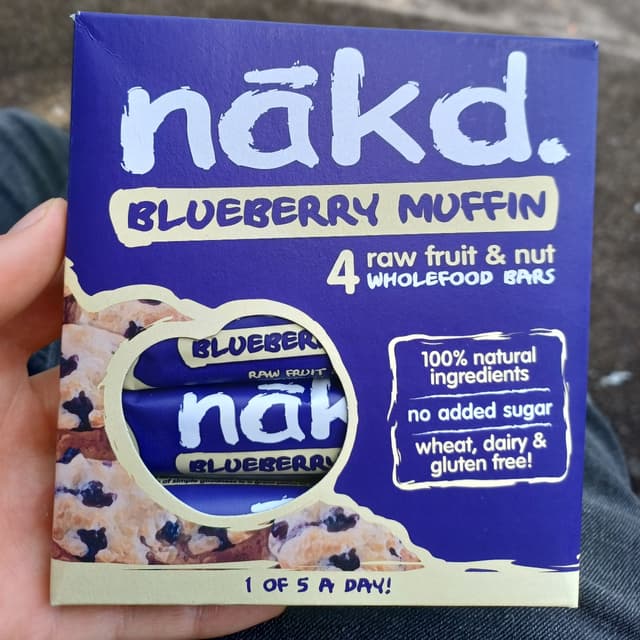 nākd.
BLUEBERRY MUFFIN
4 raw fruit & nut
WHOLEFOOD BARS
100% natural
ingredients
no added sugar
wheat, dairy &
gluten free!
BLUEBER
RAW FRUIT
nāk
BLUEBERRY
1 OF 5 A DAY!